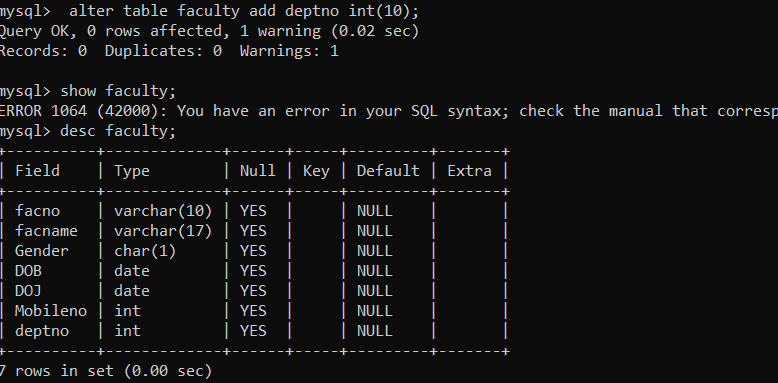 mysql>  alter table faculty add deptno int(10);
Query OK, 0 rows affected, 1 warning (0.02 sec)
Records: 0  Duplicates: 0  Warnings: 1
mysql> show faculty;
ERROR 1064 (42000): You have an error in your SQL syntax; check the manual that corresp
mysql> desc faculty;
+----------+-------------+------+-----+---------+-------+
| Field    | Type        | Null | Key | Default | Extra |
+----------+-------------+------+-----+---------+-------+
| facno    | varchar(10) | YES  |     | NULL    |       |
| facname  | varchar(17) | YES  |     | NULL    |       |
| Gender   | char(1)     | YES  |     | NULL    |       |
| DOB      | date        | YES  |     | NULL    |       |
| DOJ      | date        | YES  |     | NULL    |       |
| Mobileno | int         | YES  |     | NULL    |       |
| deptno   | int         | YES  |     | NULL    |       |
+----------+-------------+------+-----+---------+-------+
7 rows in set (0.00 sec)